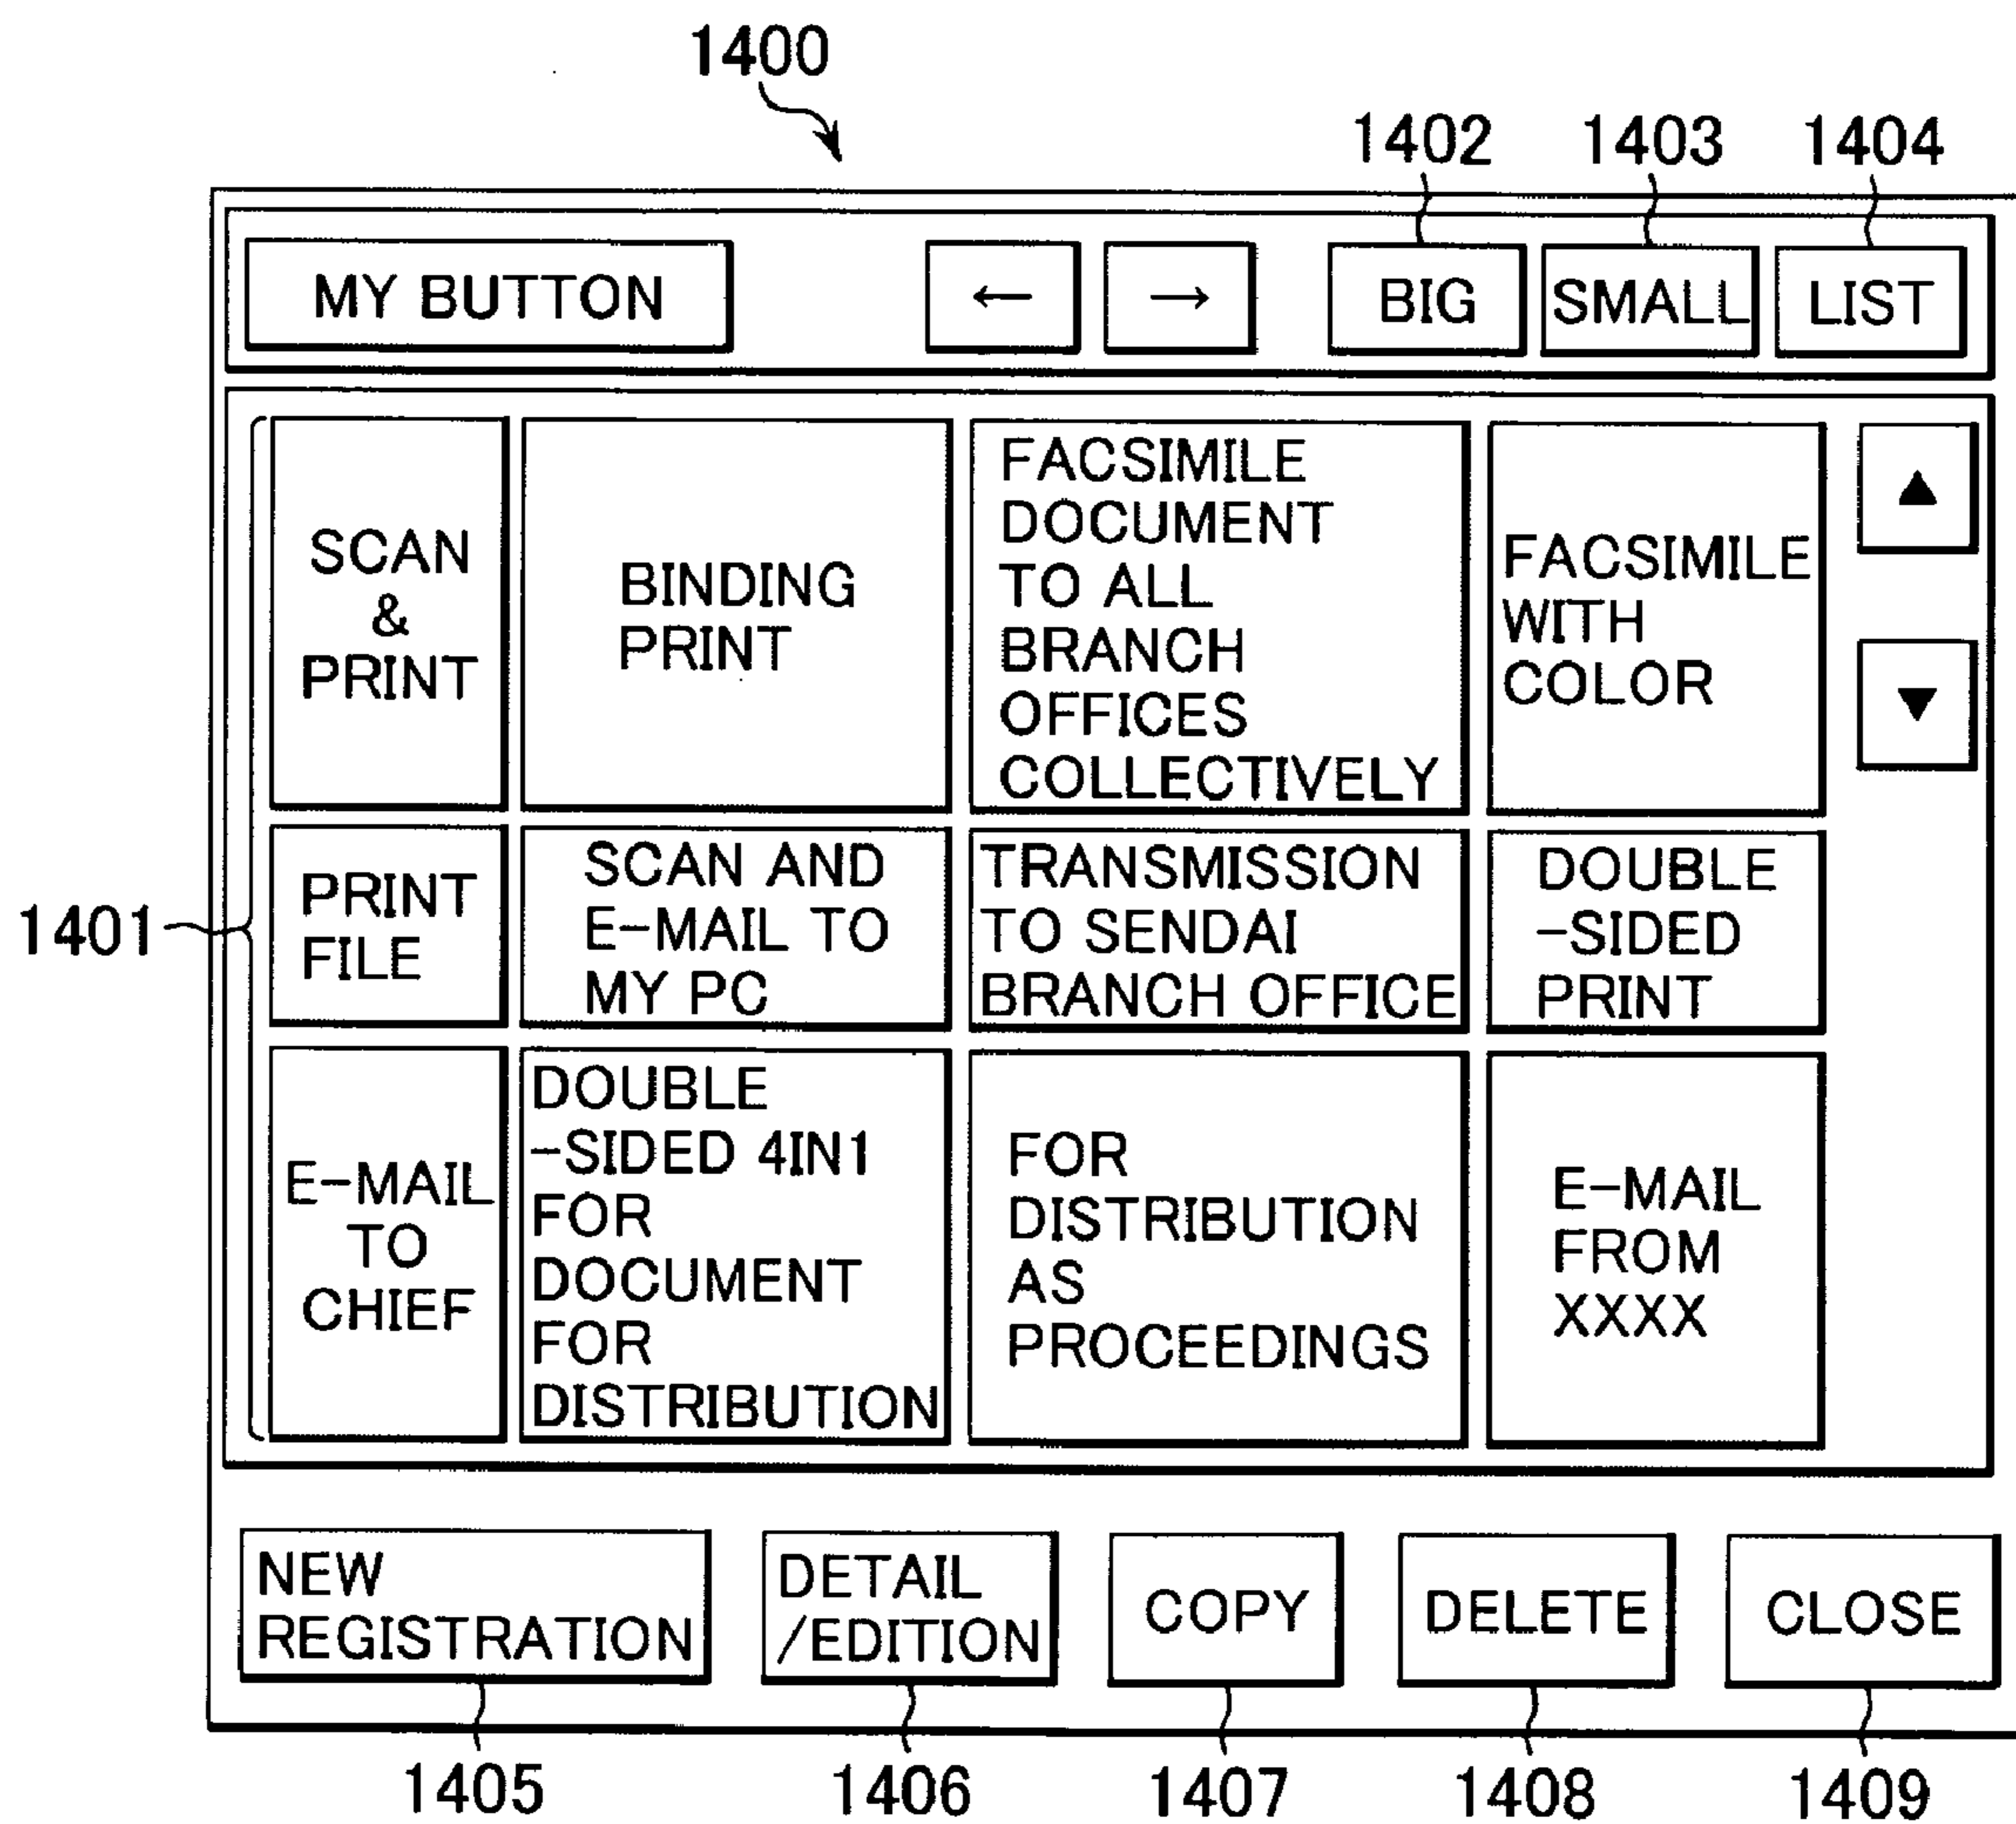 1400
1402 1403 1404
MY BUTTON ← → BIG SMALL LIST
SCAN
&
PRINT
BINDING
PRINT
FACSIMILE
DOCUMENT
TO ALL
BRANCH
OFFICES
COLLECTIVELY
FACSIMILE
WITH
COLOR
▲
▼
1401
PRINT
FILE
SCAN AND
E-MAIL TO
MY PC
TRANSMISSION
TO SENDAI
BRANCH OFFICE
DOUBLE
-SIDED
PRINT
E-MAIL
TO
CHIEF
DOUBLE
-SIDED 4IN1
FOR
DOCUMENT
FOR
DISTRIBUTION
FOR
DISTRIBUTION
AS
PROCEEDINGS
E-MAIL
FROM
XXXX
NEW
REGISTRATION
DETAIL
/EDITION
COPY
DELETE
CLOSE
1405 1406 1407 1408 1409